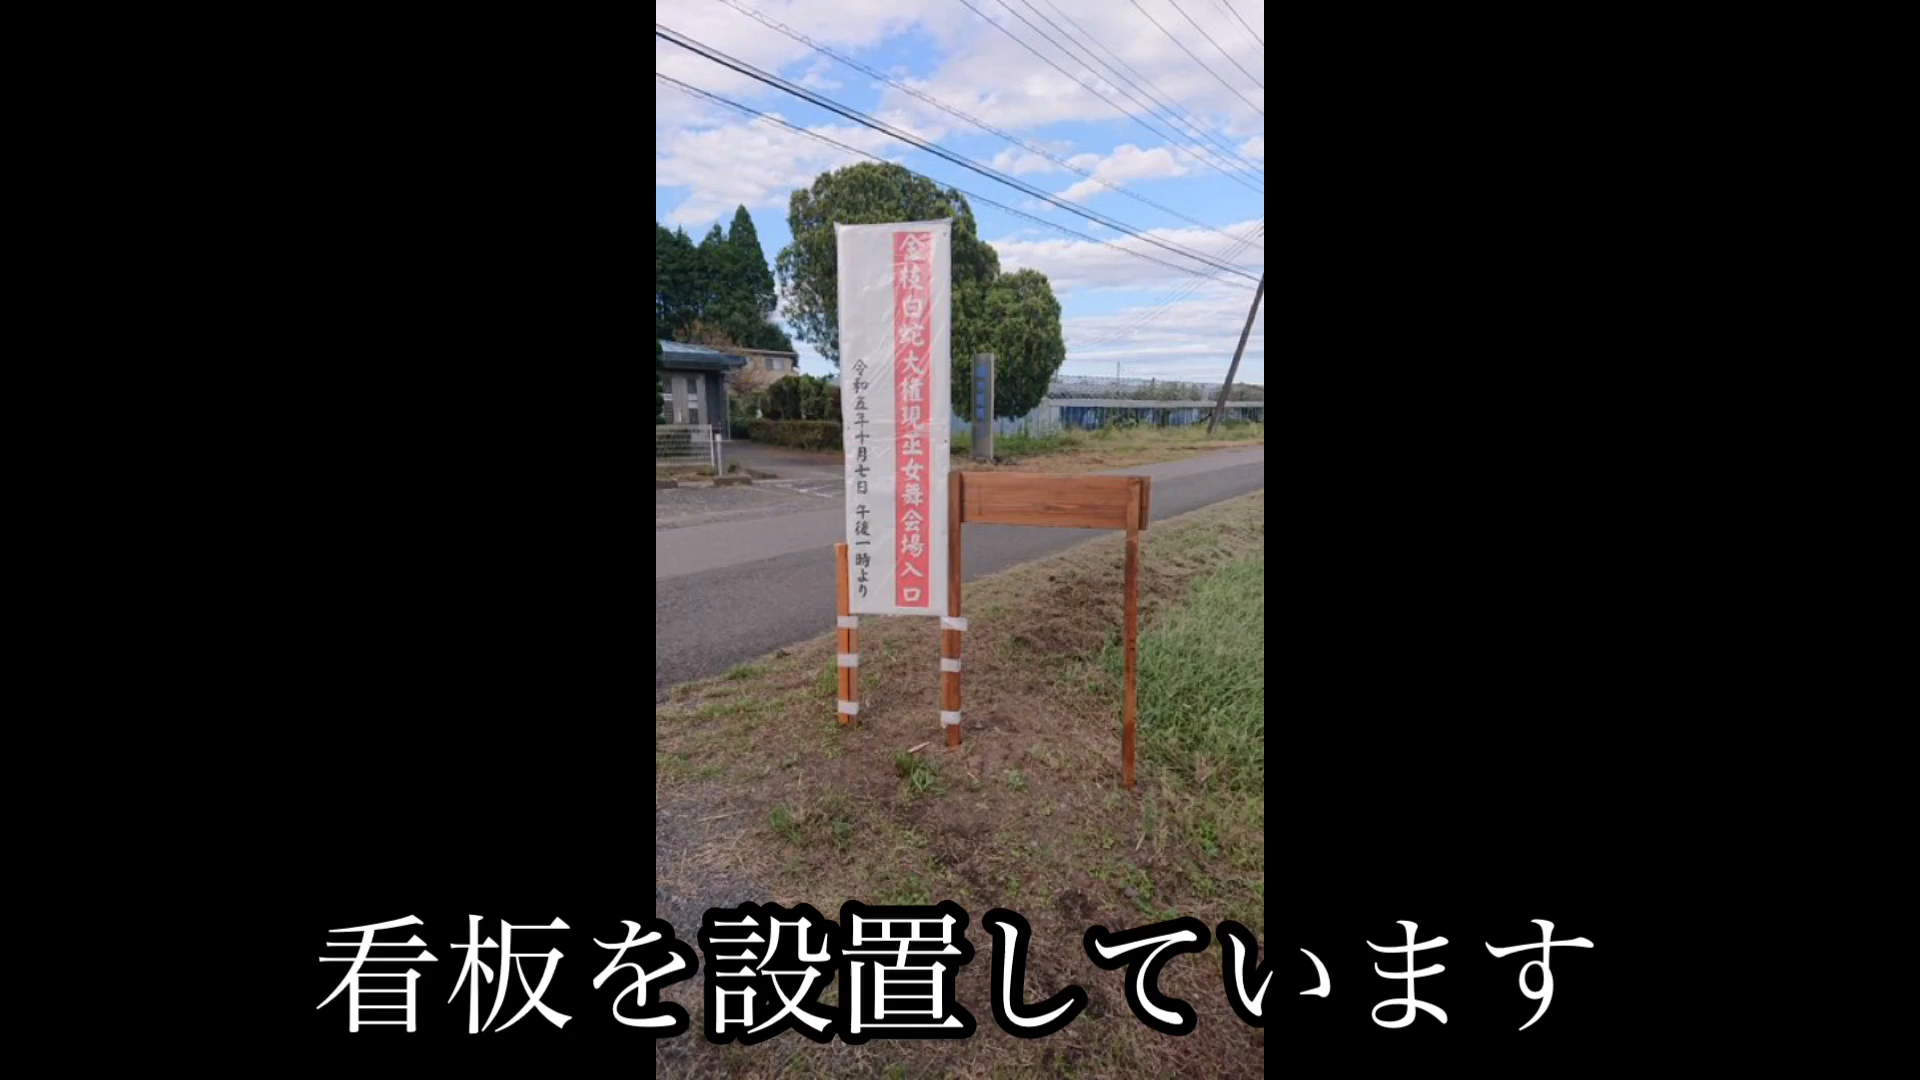 金枝白蛇大権現巫女舞会場入口
令和五年十月七日 午後一時より
看板を設置しています